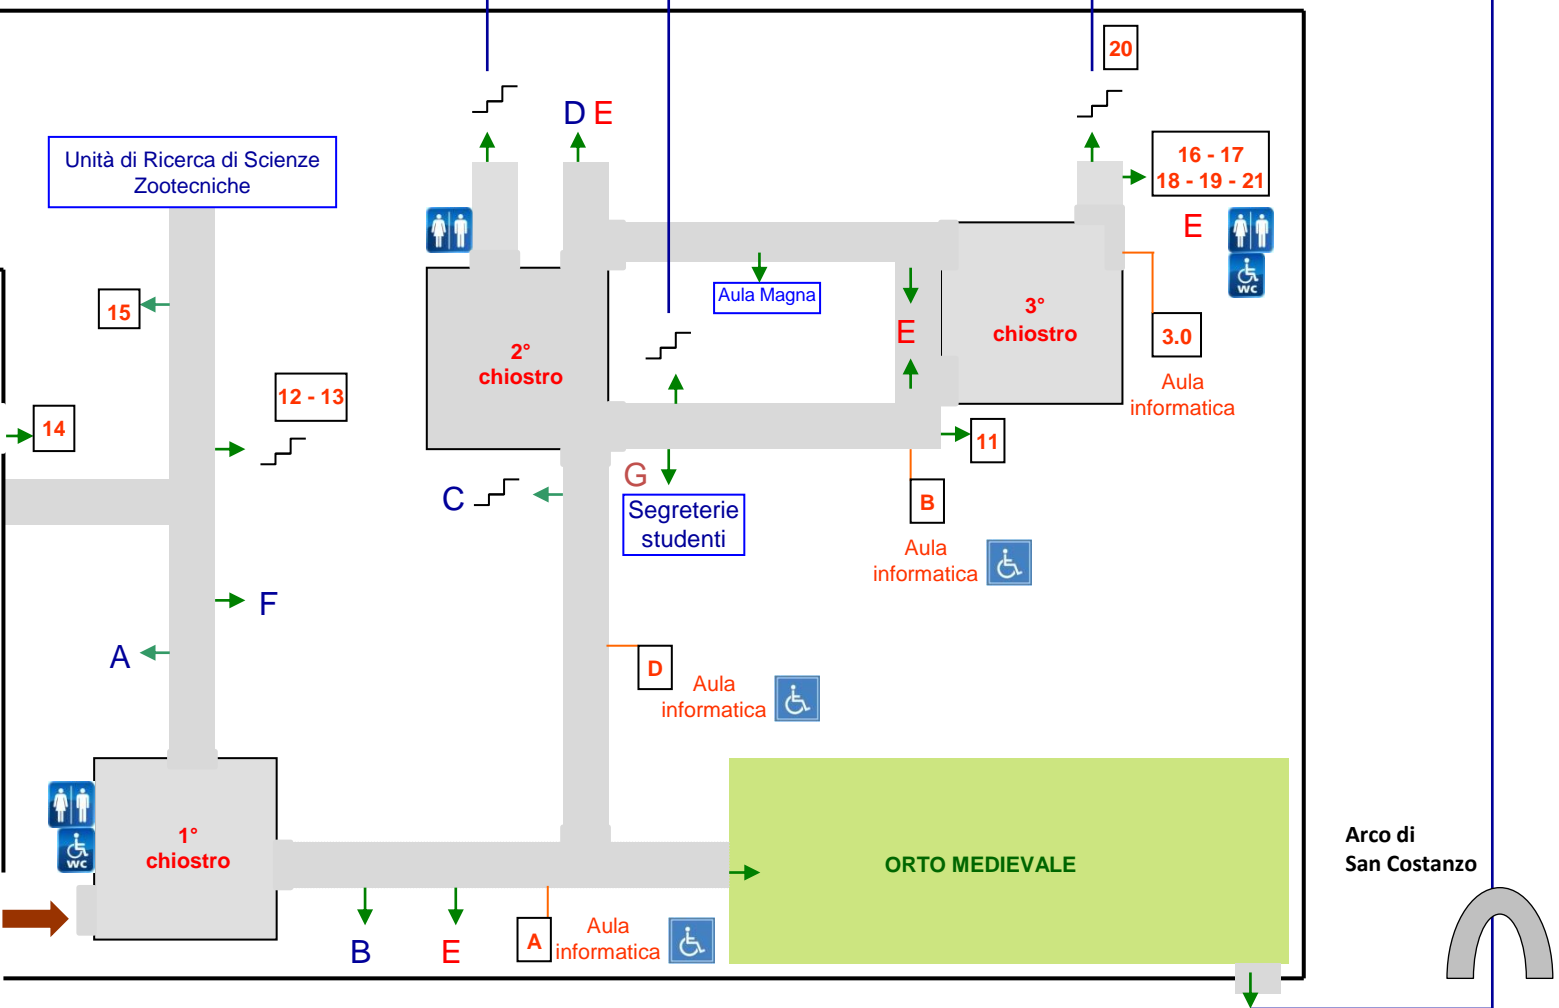 20
D E
16 - 17
18 - 19 - 21
E
WC
Unità di Ricerca di Scienze
Zootecniche
Aula Magna
15
3°
chiostro
E
3.0
Aula
informatica
2°
chiostro
12 - 13
14
11
G
C
Segreterie
studenti
B
Aula
informatica
F
A
D
Aula
informatica
1°
chiostro
WC
ORTO MEDIEVALE
Arco di
San Costanzo
B
E
A
Aula
informatica